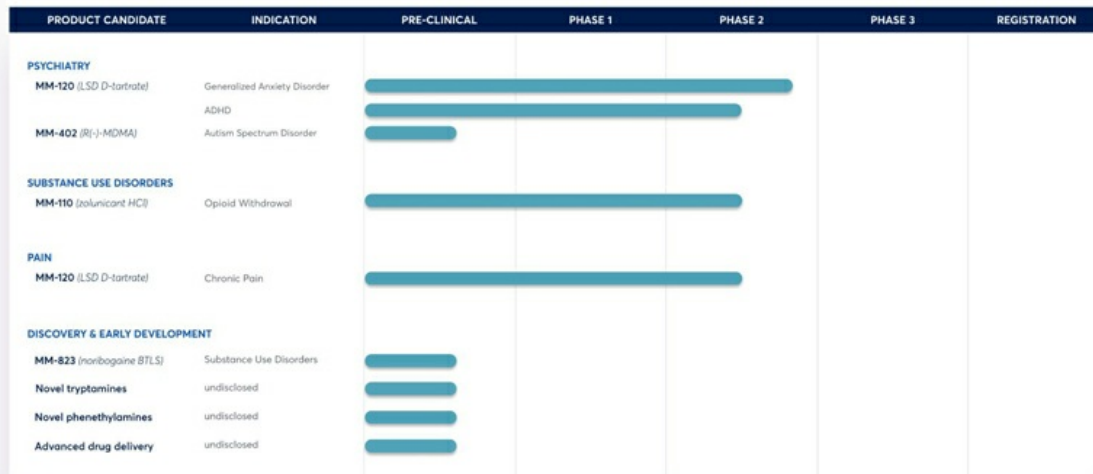 PRODUCT CANDIDATE INDICATION PRE-CLINICAL PHASE 1 PHASE 2 PHASE 3 REGISTRATION
PSYCHIATRY
MM-120 (LSD D-tartrate) Generalized Anxiety Disorder
ADHD
MM-402 (R(-)-MDMA) Autism Spectrum Disorder
SUBSTANCE USE DISORDERS
MM-110 (zolunicant HCl) Opioid Withdrawal
PAIN
MM-120 (LSD D-tartrate) Chronic Pain
DISCOVERY & EARLY DEVELOPMENT
MM-823 (noribogaine BTLS) Substance Use Disorders
Novel tryptamines undisclosed
Novel phenethylamines undisclosed
Advanced drug delivery undisclosed